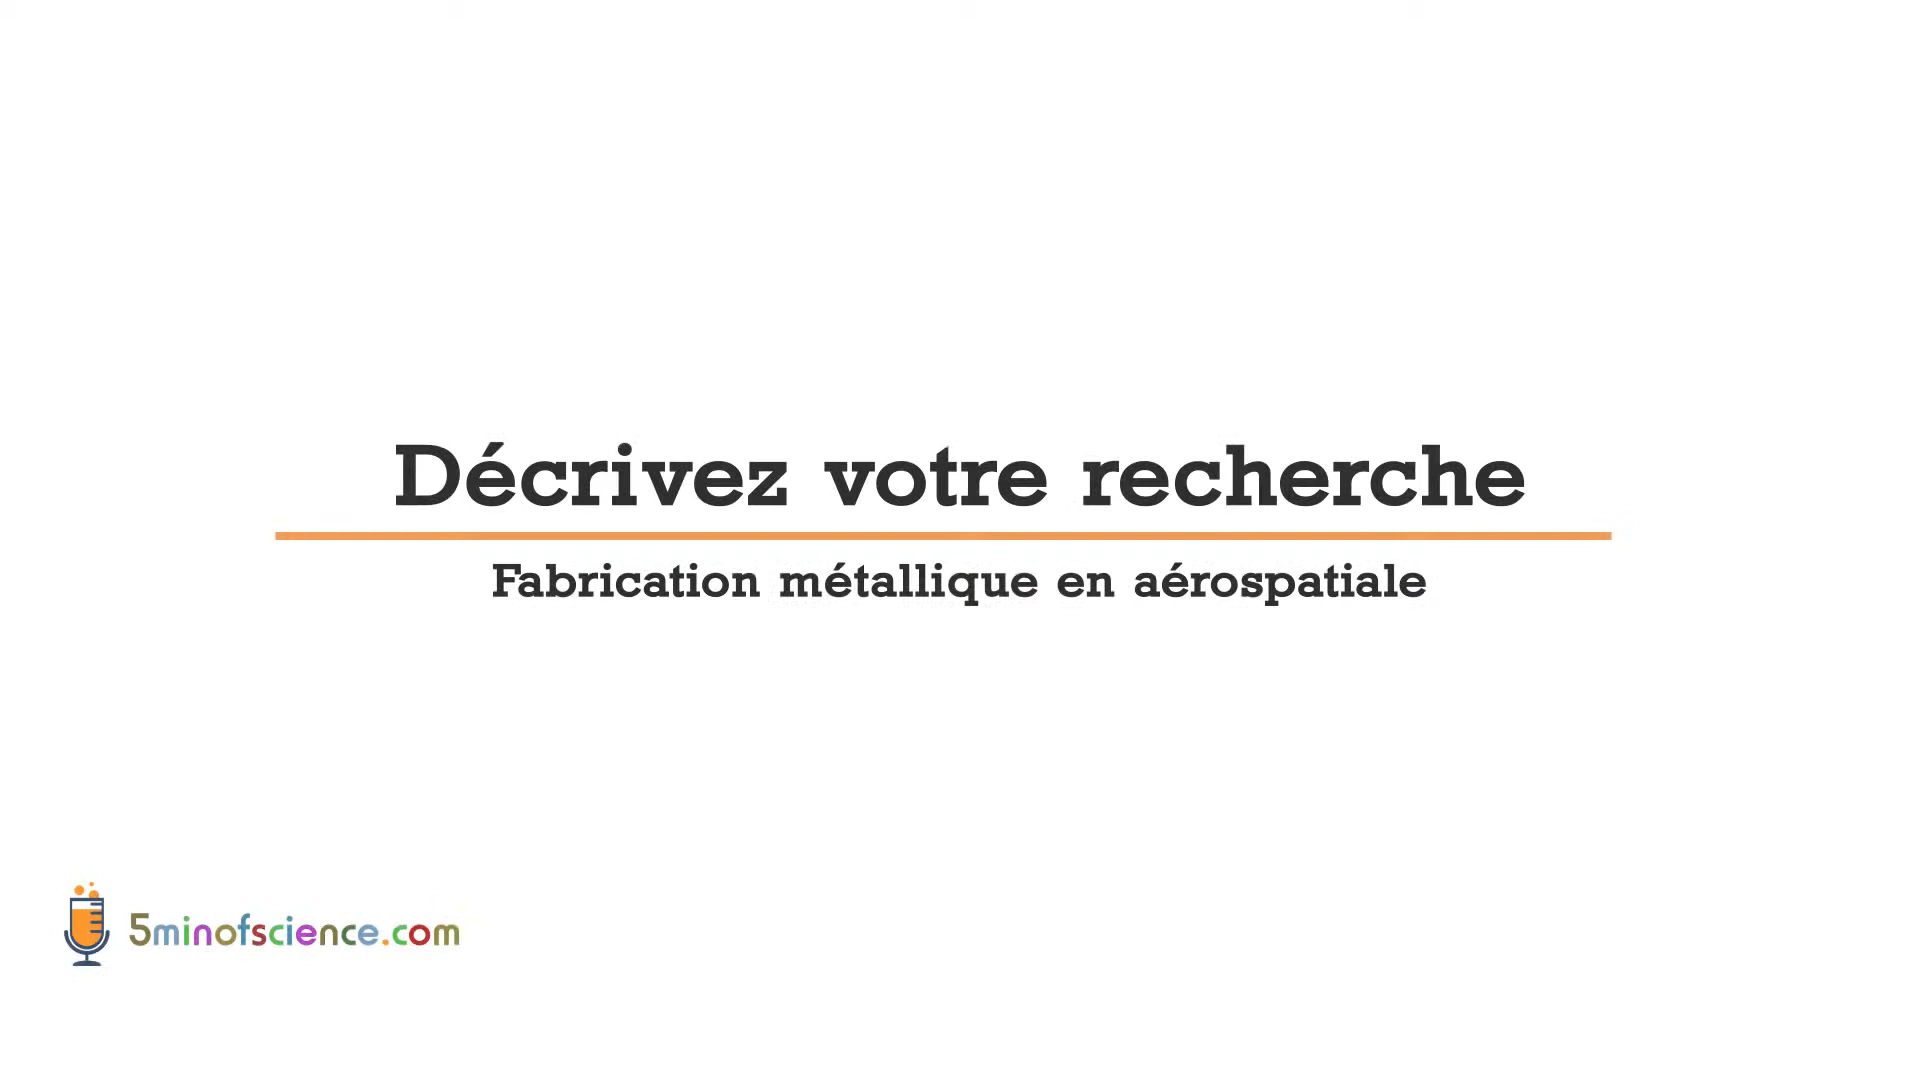 Décrivez votre recherche
Fabrication métallique en aérospatiale
5minofscience.com